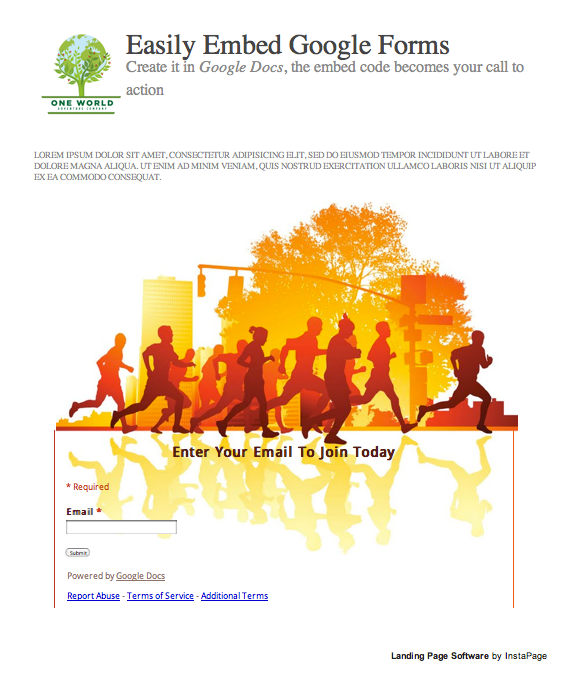 Easily Embed Google Forms
Create it in Google Docs, the embed code becomes your call to
action
ONE WORLD
ADVENTURE COMPANY
LOREM IPSUM DOLOR SIT AMET, CONSECTETUR ADIPISICING ELIT, SED DO EIUSMOD TEMPOR INCIDIDUNT UT LABORE ET
DOLORE MAGNA ALIQUA. UT ENIM AD MINIM VENIAM, QUIS NOSTRUD EXERCITATION ULLAMCO LABORIS NISI UT ALIQUIP
EX EA COMMODO CONSEQUAT.
Enter Your Email To Join Today
* Required
Email *
Submit
Powered by Google Docs
Report Abuse - Terms of Service - Additional Terms
Landing Page Software by InstaPage